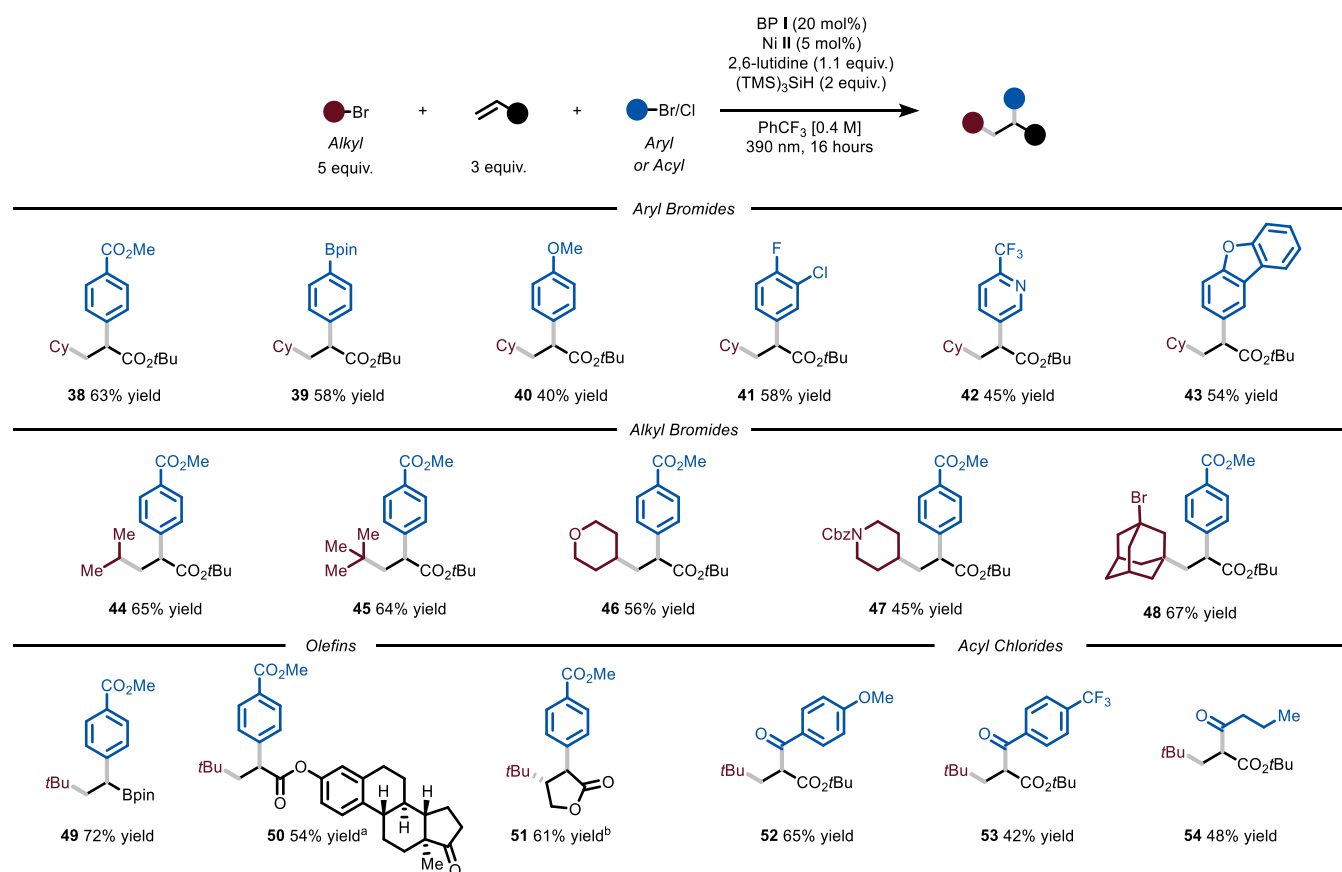 BP I (20 mol%)
Ni II (5 mol%)
2,6-lutidine (1.1 equiv.)
(TMS)3SiH (2 equiv.)
Br + + Br/Cl
Alkyl Aryl
or Acyl
5 equiv. 3 equiv.
PhCF3 [0.4 M]
390 nm, 16 hours
Aryl Bromides
CO2Me Bpin OMe F Cl CF3 N O
Cy CO2tBu Cy CO2tBu Cy CO2tBu Cy CO2tBu Cy CO2tBu Cy CO2tBu
38 63% yield 39 58% yield 40 40% yield 41 58% yield 42 45% yield 43 54% yield
Alkyl Bromides
CO2Me CO2Me CO2Me CO2Me CO2Me
Me Me CO2tBu Me Me Me CO2tBu O CO2tBu CbzN CO2tBu Br CO2tBu
44 65% yield 45 64% yield 46 56% yield 47 45% yield 48 67% yield
Olefins Acyl Chlorides
CO2Me CO2Me CO2Me OMe CF3 Me
tBu Bpin tBu O O H H H Me O tBu O O O tBu CO2tBu O tBu CO2tBu O tBu CO2tBu
49 72% yield 50 54% yieldᵃ 51 61% yieldᵇ 52 65% yield 53 42% yield 54 48% yield